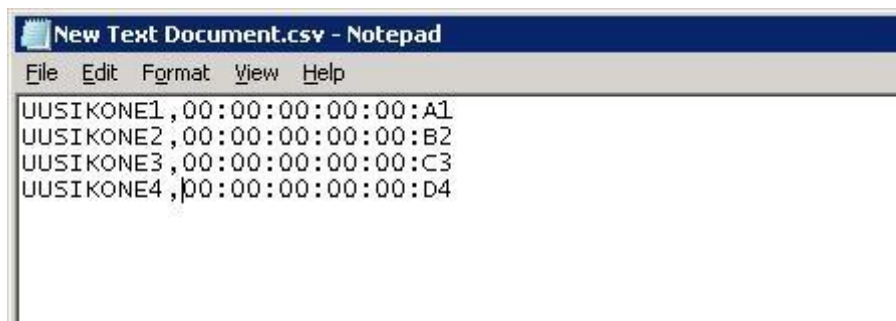 New Text Document.csv - Notepad
File Edit Format View Help
UUSIKONE1,00:00:00:00:00:A1
UUSIKONE2,00:00:00:00:00:B2
UUSIKONE3,00:00:00:00:00:C3
UUSIKONE4,00:00:00:00:00:D4